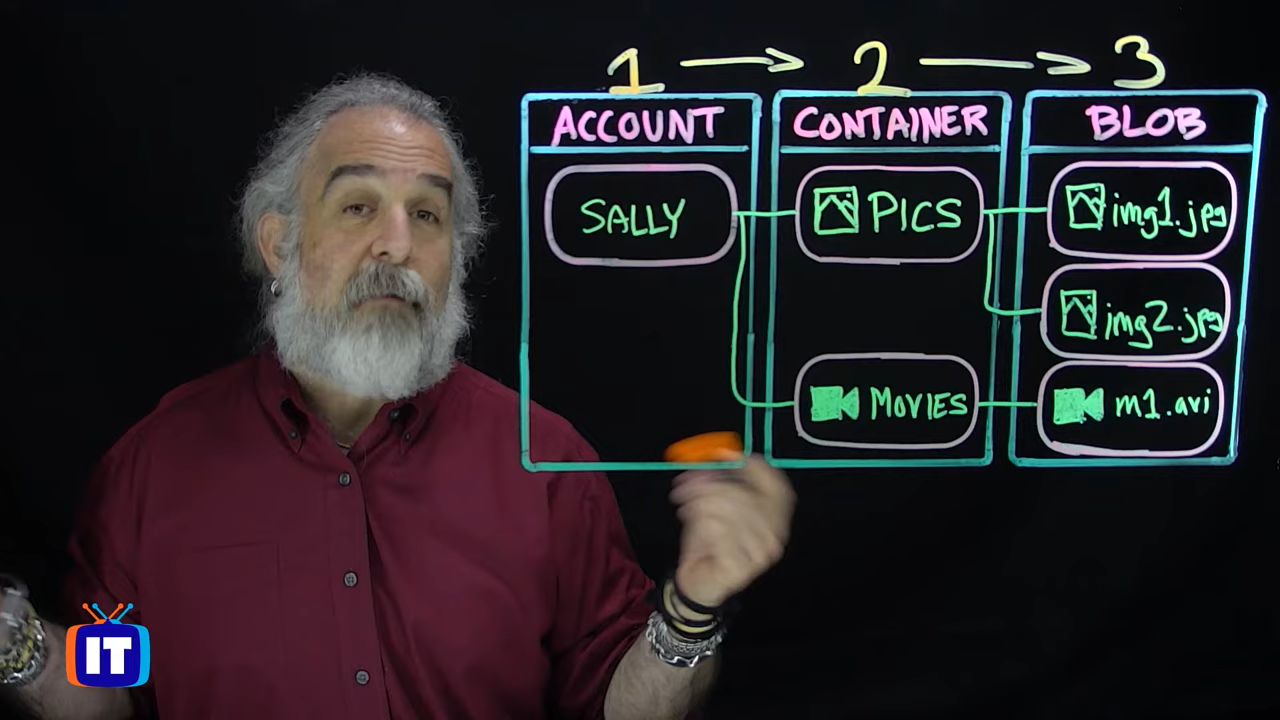 1 → 2 → 3
ACCOUNT CONTAINER BLOB
SALLY PICS img1.jpg
img2.jpg
MOVIES m1.avi
IT